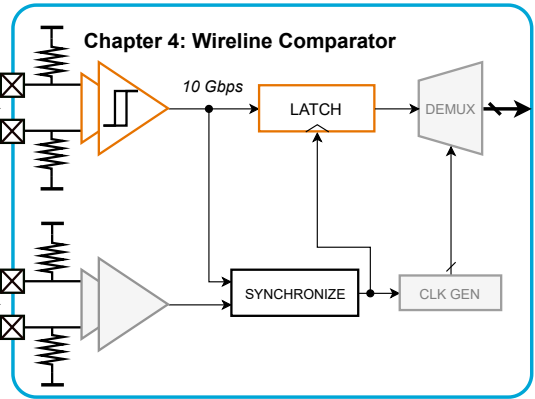 Chapter 4: Wireline Comparator
10 Gbps
LATCH
DEMUX
SYNCHRONIZE
CLK GEN